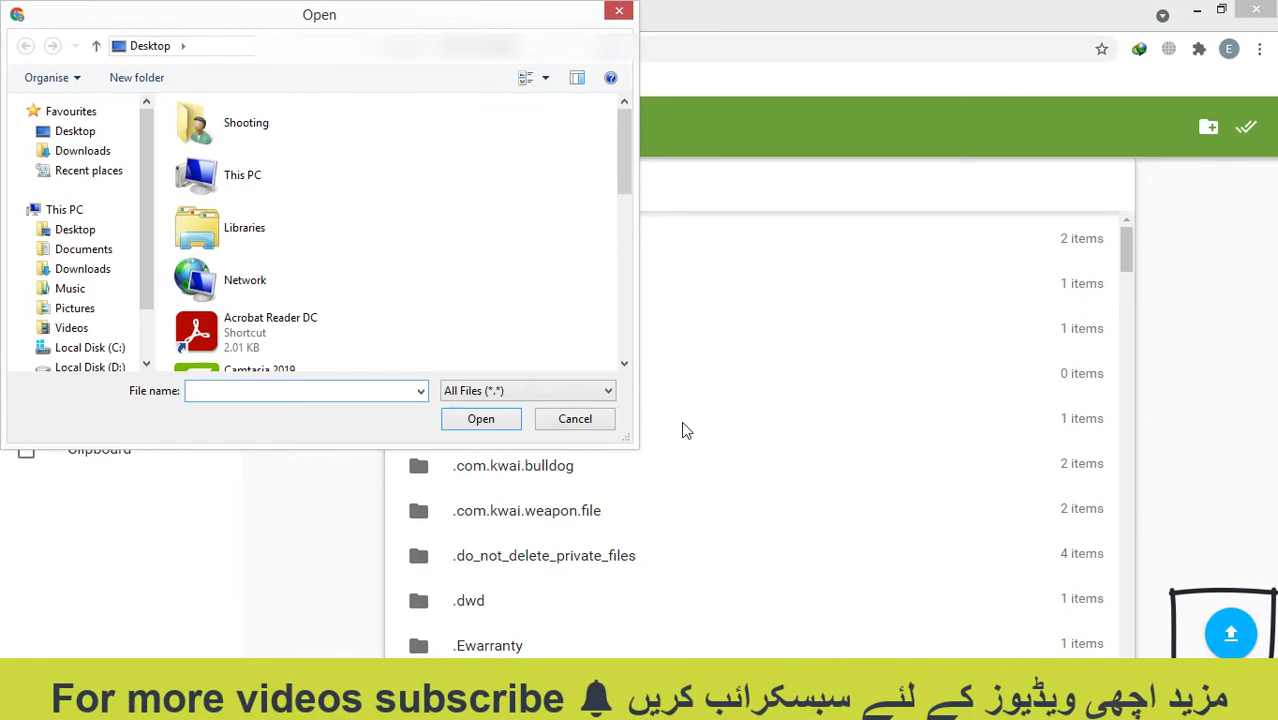 Open
Desktop
Organise
New folder
Favourites
Desktop
Downloads
Recent places
This PC
Desktop
Documents
Downloads
Music
Pictures
Videos
Local Disk (C:)
Local Disk (D:)
Shooting
This PC
Libraries
Network
Acrobat Reader DC
Shortcut
2.01 KB
Camtasia 2019
File name:
All Files (*.*)
Open
Cancel
E
2 items
1 items
1 items
0 items
1 items
Clipboard
.com.kwai.bulldog 2 items
.com.kwai.weapon.file 2 items
.do_not_delete_private_files 4 items
.dwd 1 items
.Ewarranty 1 items
For more videos subscribe مزید اچھی ویڈیوز کے لئے سبسکرائب کریں